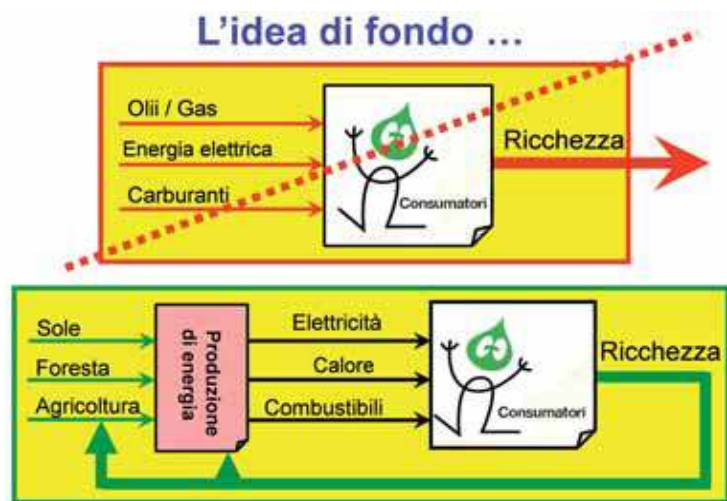 L'idea di fondo ...
Olii / Gas
Energia elettrica
Carburanti
Consumatori
Ricchezza
Sole
Foresta
Agricoltura
Produzione
di energia
Elettricità
Calore
Combustibili
Consumatori
Ricchezza